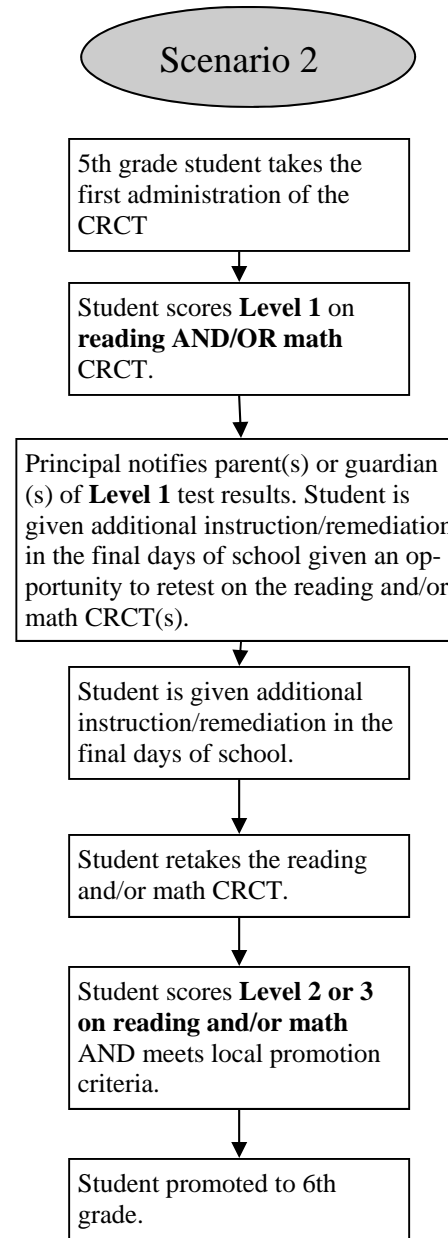 Scenario 2
5th grade student takes the
first administration of the
CRCT
Student scores Level 1 on
reading AND/OR math
CRCT.
Principal notifies parent(s) or guardian
(s) of Level 1 test results. Student is
given additional instruction/remediation
in the final days of school given an op-
portunity to retest on the reading and/or
math CRCT(s).
Student is given additional
instruction/remediation in the
final days of school.
Student retakes the reading
and/or math CRCT.
Student scores Level 2 or 3
on reading and/or math
AND meets local promotion
criteria.
Student promoted to 6th
grade.